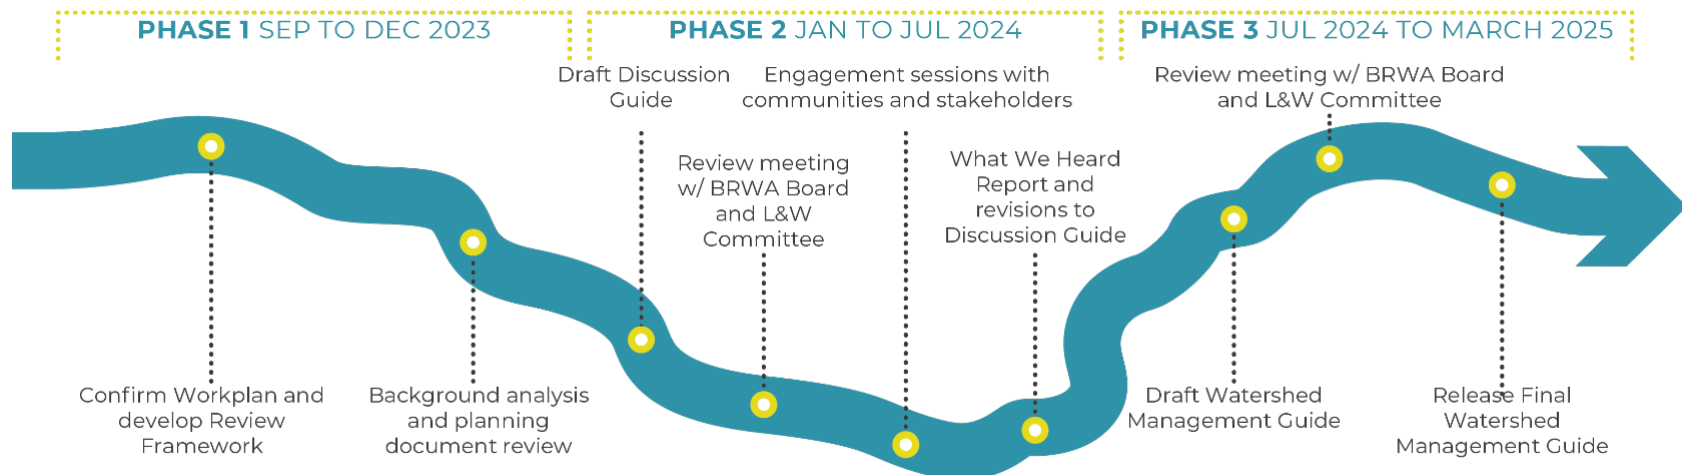 PHASE 1 SEP TO DEC 2023
PHASE 2 JAN TO JUL 2024
PHASE 3 JUL 2024 TO MARCH 2025
Draft Discussion
Guide
Engagement sessions with
communities and stakeholders
Review meeting w/ BRWA Board
and L&W Committee
Review meeting
w/ BRWA Board
and L&W
Committee
What We Heard
Report and
revisions to
Discussion Guide
Confirm Workplan and
develop Review
Framework
Background analysis
and planning
document review
Draft Watershed
Management Guide
Release Final
Watershed
Management Guide